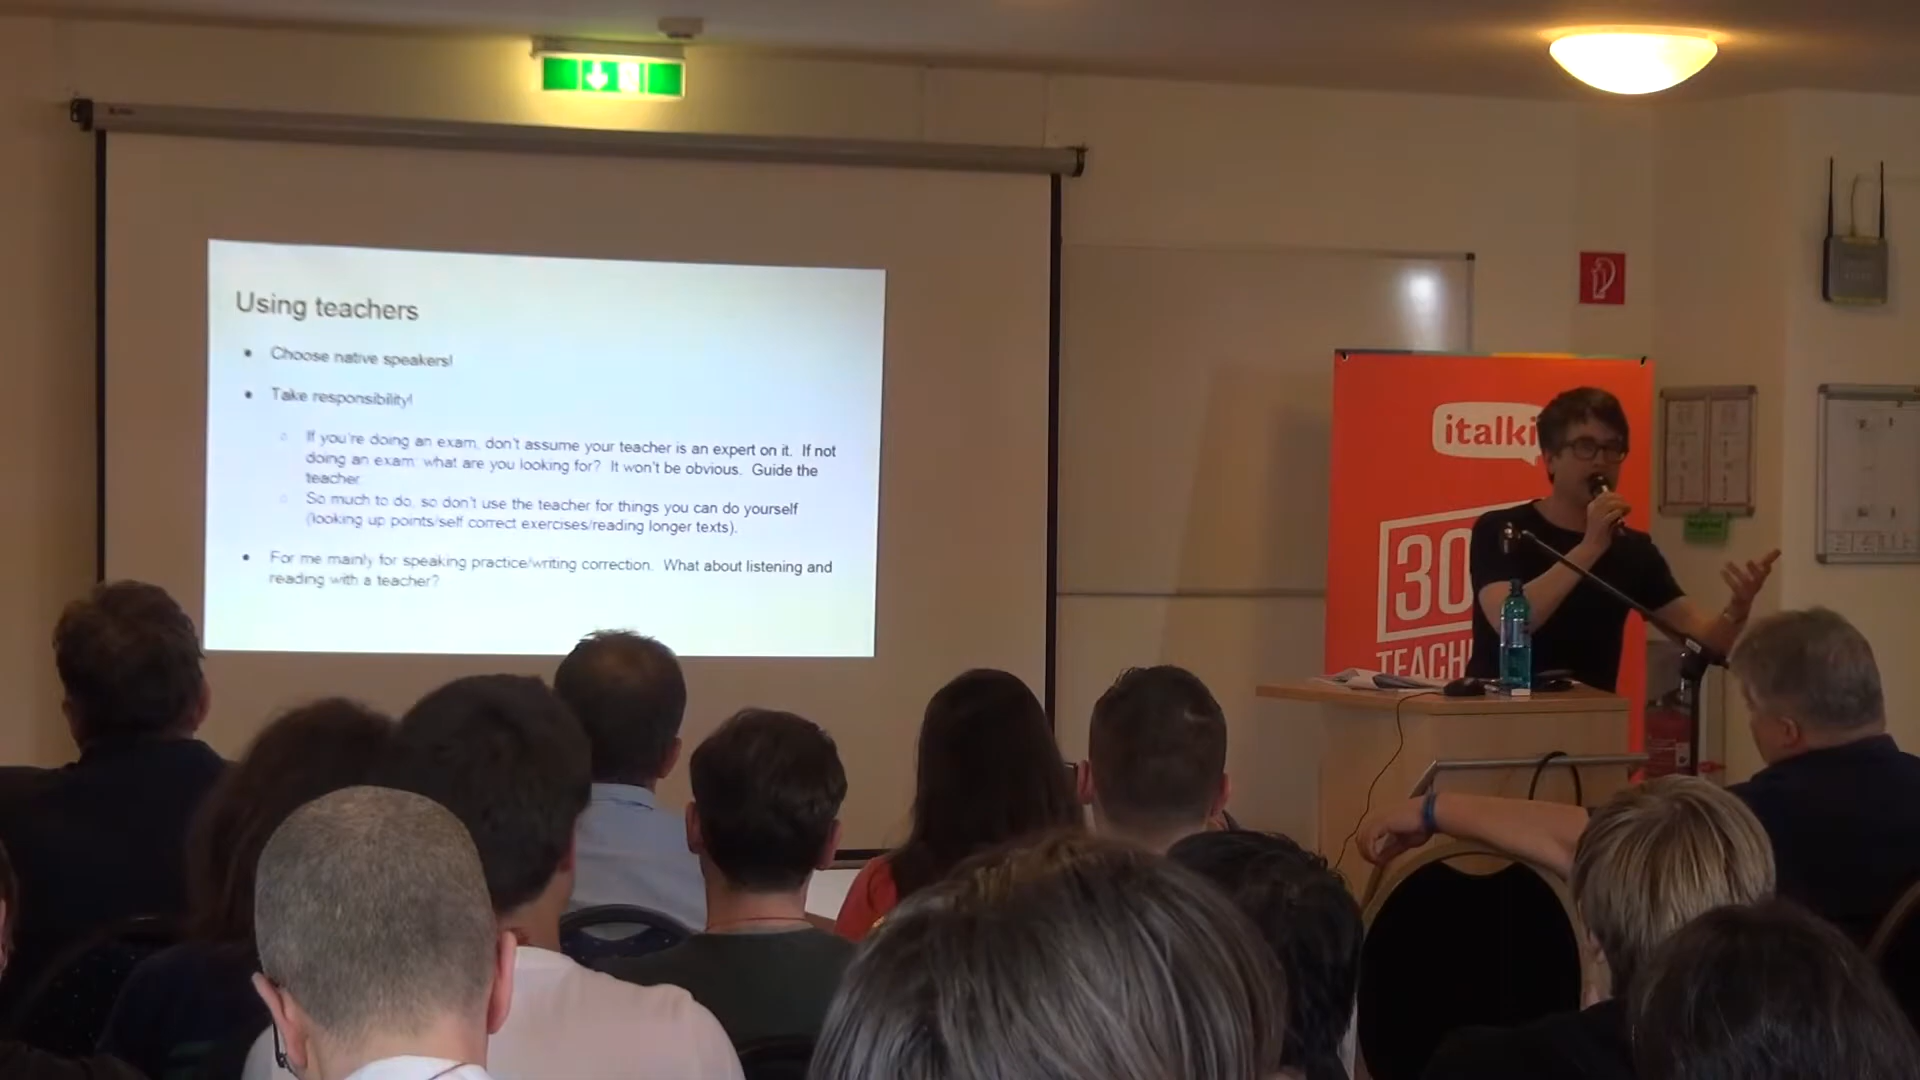 Using teachers
• Choose native speakers!
• Take responsibility!
○ If you're doing an exam, don't assume your teacher is an expert on it. If not
doing an exam: what are you looking for? It won't be obvious. Guide the
teacher.
○ So much to do, so don't use the teacher for things you can do yourself
(looking up points/self correct exercises/reading longer texts).
• For me mainly for speaking practice/writing correction. What about listening and
reading with a teacher?
italki
30
TEACH